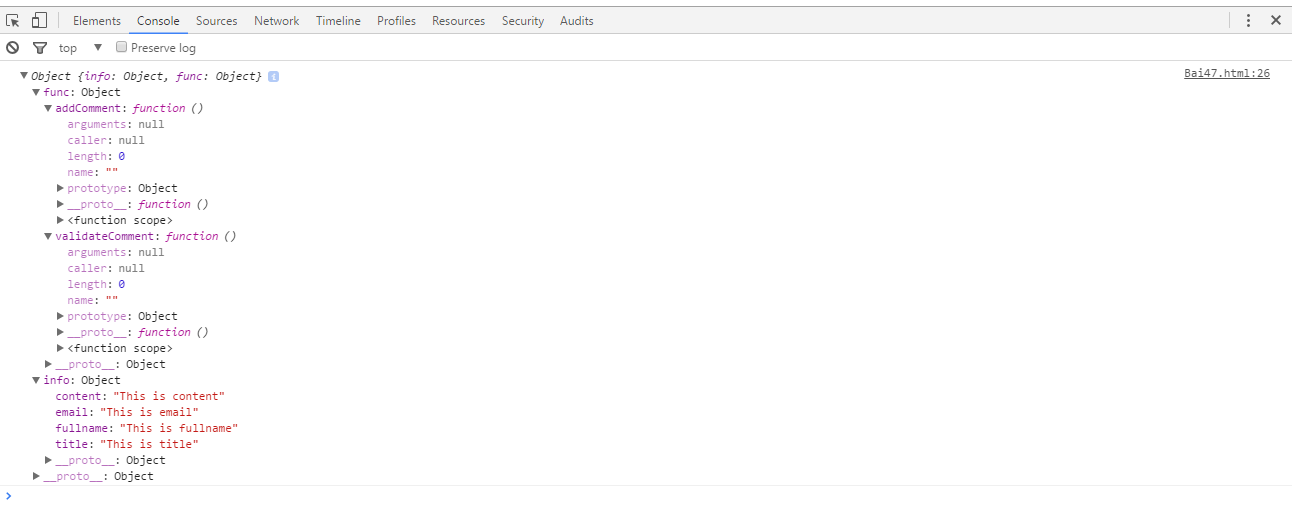 Elements Console Sources Network Timeline Profiles Resources Security Audits
top Preserve log
Object {info: Object, func: Object} i Bai47.html:26
func: Object
addComment: function ()
arguments: null
caller: null
length: 0
name: ""
prototype: Object
__proto__: function ()
<function scope>
validateComment: function ()
arguments: null
caller: null
length: 0
name: ""
prototype: Object
__proto__: function ()
<function scope>
__proto__: Object
info: Object
content: "This is content"
email: "This is email"
fullname: "This is fullname"
title: "This is title"
__proto__: Object
__proto__: Object